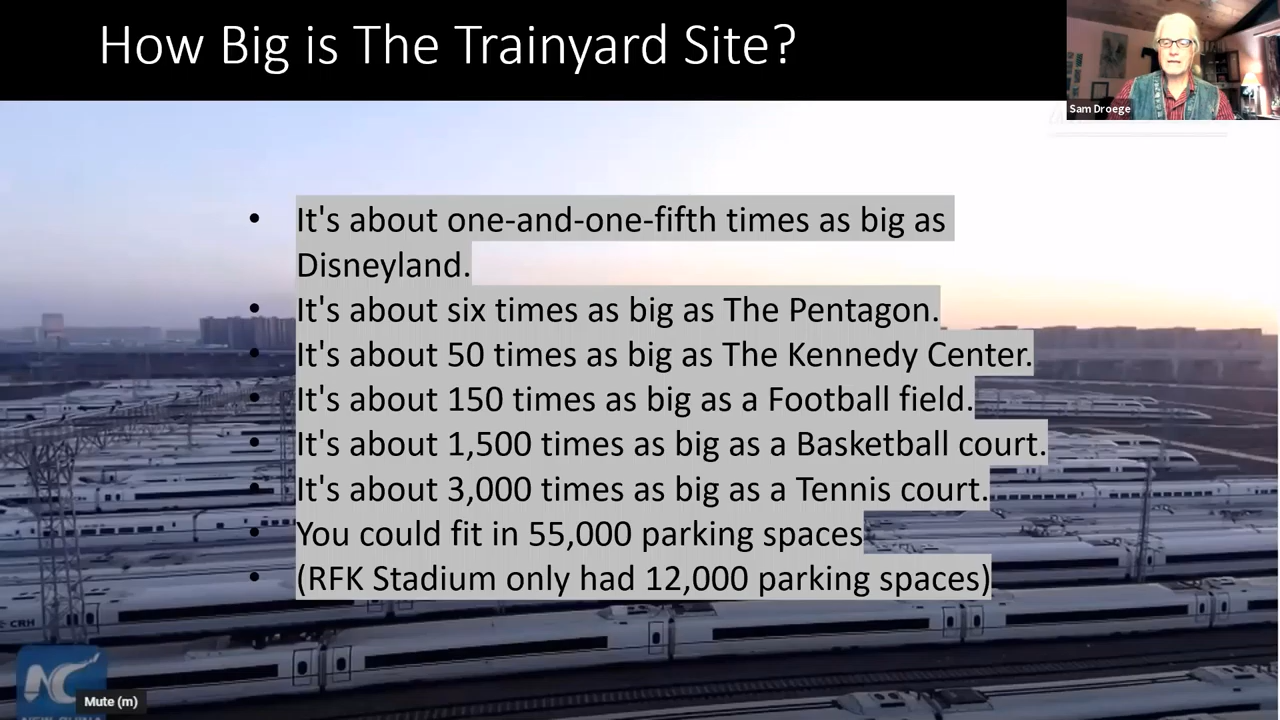 How Big is The Trainyard Site?
Sam Droege
• It's about one-and-one-fifth times as big as
Disneyland.
• It's about six times as big as The Pentagon.
• It's about 50 times as big as The Kennedy Center.
• It's about 150 times as big as a Football field.
• It's about 1,500 times as big as a Basketball court.
• It's about 3,000 times as big as a Tennis court.
• You could fit in 55,000 parking spaces
• (RFK Stadium only had 12,000 parking spaces)
CRH
NC
Mute (m)
NEW CHINA